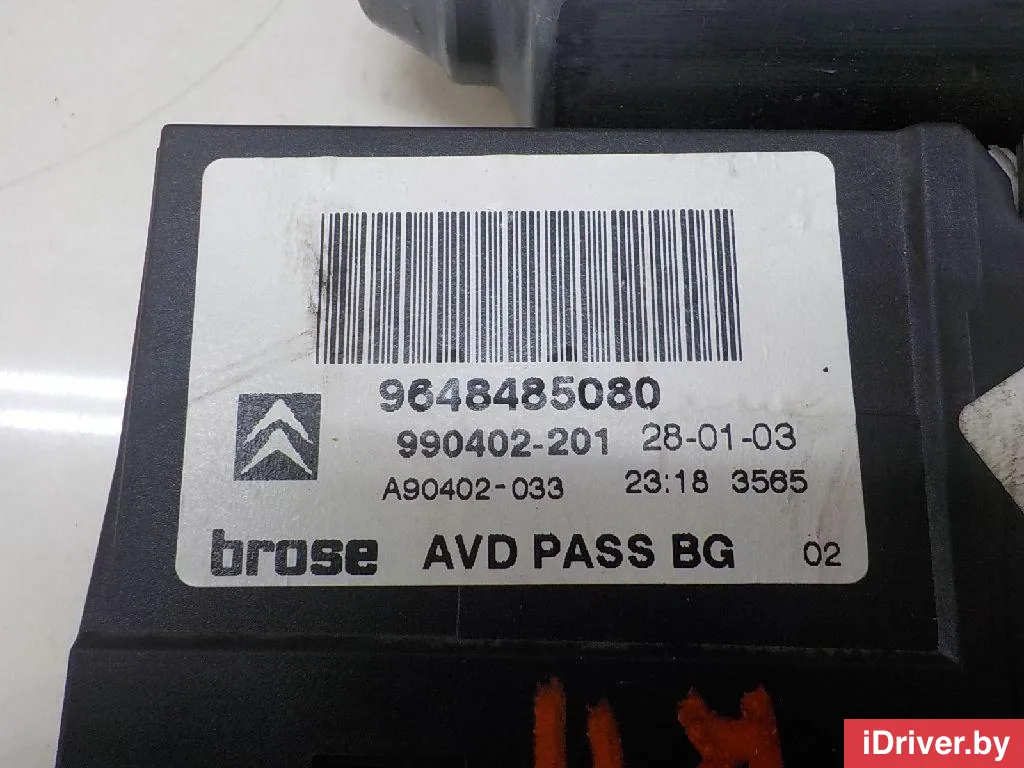 9648485080
990402-201 28-01-03
A90402-033 23:18 3565
brose AVD PASS BG 02
iDriver.by